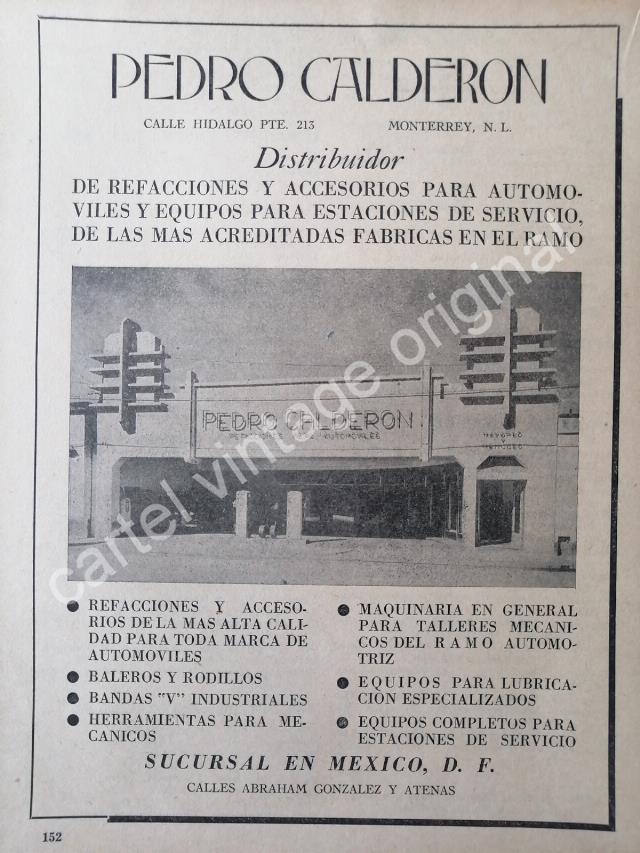 PEDRO CALDERON
CALLE HIDALGO PTE. 213 MONTERREY, N. L.
Distribuidor
DE REFACCIONES Y ACCESORIOS PARA AUTOMO-
VILES Y EQUIPOS PARA ESTACIONES DE SERVICIO,
DE LAS MAS ACREDITADAS FABRICAS EN EL RAMO
PEDRO CALDERON
REFACCIONES AUTOMOVILES
MAYOREO
Y
MENUDEO
cartel vintage original
REFACCIONES Y ACCESO-
RIOS DE LA MAS ALTA CALI-
DAD PARA TODA MARCA DE
AUTOMOVILES
BALEROS Y RODILLOS
BANDAS "V" INDUSTRIALES
HERRAMIENTAS PARA ME-
CANICOS
MAQUINARIA EN GENERAL
PARA TALLERES MECANI-
COS DEL RAMO AUTOMO-
TRIZ
EQUIPOS PARA LUBRICA-
CION ESPECIALIZADOS
EQUIPOS COMPLETOS PARA
ESTACIONES DE SERVICIO
SUCURSAL EN MEXICO, D. F.
CALLES ABRAHAM GONZALEZ Y ATENAS
152